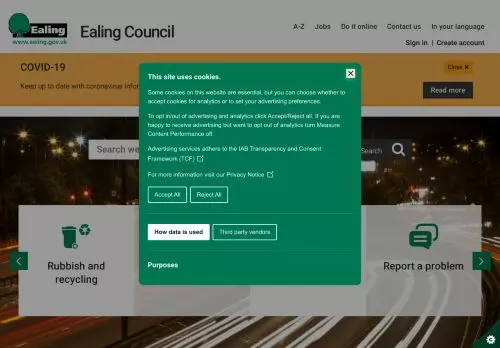 Ealing
www.ealing.gov.uk
Ealing Council
A-Z Jobs Do it online Contact us In your language
Sign in | Create account
COVID-19
Close ×
Keep up to date with coronavirus infor
Read more
Search we
Search
This site uses cookies.
Some cookies on this website are essential, but you can choose whether to
accept cookies for analytics or to set your advertising preferences.
To opt in/out of advertising and analytics click Accept/Reject all. If you are
happy to receive advertising but want to opt out of analytics turn Measure
Content Performance off.
Advertising services adhere to the IAB Transparency and Consent
Framework (TCF)
For more information visit our Privacy Notice
Accept All Reject All
How data is used Third party vendors
Purposes
Rubbish and
recycling
Report a problem